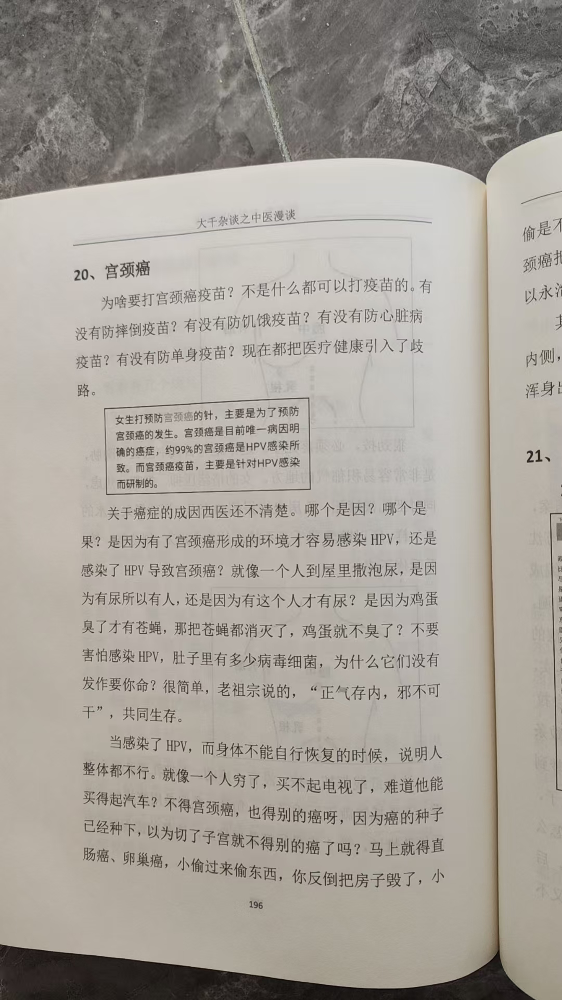 大千杂谈之中医漫谈
20、宫颈癌
为啥要打宫颈癌疫苗？不是什么都可以打疫苗的。有
没有防摔倒疫苗？有没有防饥饿疫苗？有没有防心脏病
疫苗？有没有防单身疫苗？现在都把医疗健康引入了歧
路。
女生打预防宫颈癌的针，主要是为了预防
宫颈癌的发生。宫颈癌是目前唯一病因明
确的癌症，约99%的宫颈癌是HPV感染所
致。而宫颈癌疫苗，主要是针对HPV感染
而研制的。
关于癌症的成因西医还不清楚。哪个是因？哪个是
果？是因为有了宫颈癌形成的环境才容易感染 HPV，还是
感染了 HPV 导致宫颈癌？就像一个人到屋里撒泡尿，是因
为有尿所以有人，还是因为有这个人才有尿？是因为鸡蛋
臭了才有苍蝇，那把苍蝇都消灭了，鸡蛋就不臭了？不要
害怕感染 HPV，肚子里有多少病毒细菌，为什么它们没有
发作要你命？很简单，老祖宗说的，“正气存内，邪不可
干”，共同生存。
当感染了 HPV，而身体不能自行恢复的时候，说明人
整体都不行。就像一个人穷了，买不起电视了，难道他能
买得起汽车？不得宫颈癌，也得别的癌呀，因为癌的种子
已经种下，以为切了子宫就不得别的癌了吗？马上就得直
肠癌、卵巢癌，小偷过来偷东西，你反倒把房子毁了，小
196
偷是不
颈癌把
以永
内侧，
浑身
21、